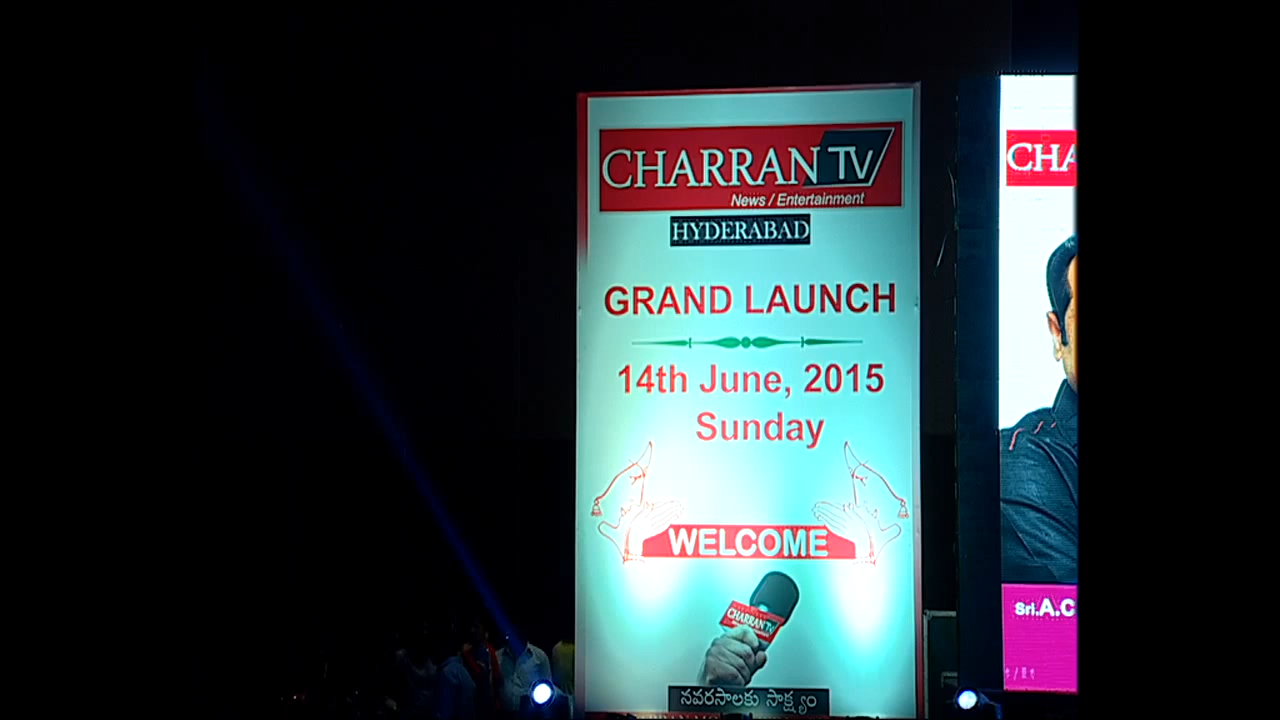 CHARRAN TV
News / Entertainment
HYDERABAD
GRAND LAUNCH
14th June, 2015
Sunday
WELCOME
CHARRAN TV
నవరసాలకు సాక్ష్యం
CHA
Sri.A.C